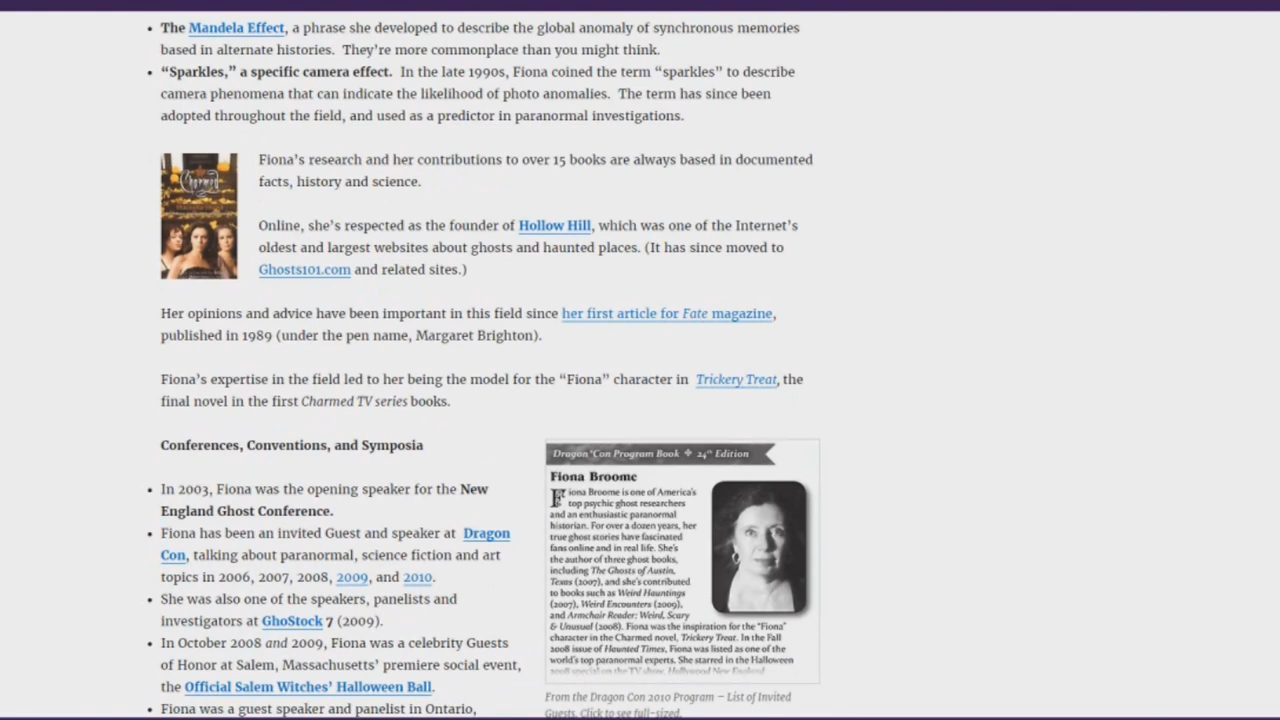 The Mandela Effect, a phrase she developed to describe the global anomaly of synchronous memories
based in alternate histories.  They're more commonplace than you might think.
"Sparkles," a specific camera effect.  In the late 1990s, Fiona coined the term "sparkles" to describe
camera phenomena that can indicate the likelihood of photo anomalies.  The term has since been
adopted throughout the field, and used as a predictor in paranormal investigations.
Charmed
Fiona's research and her contributions to over 15 books are always based in documented
facts, history and science.
Online, she's respected as the founder of Hollow Hill, which was one of the Internet's
oldest and largest websites about ghosts and haunted places. (It has since moved to
Ghosts101.com and related sites.)
Her opinions and advice have been important in this field since her first article for Fate magazine,
published in 1989 (under the pen name, Margaret Brighton).
Fiona's expertise in the field led to her being the model for the "Fiona" character in  Trickery Treat, the
final novel in the first Charmed TV series books.
Conferences, Conventions, and Symposia
In 2003, Fiona was the opening speaker for the New
England Ghost Conference.
Fiona has been an invited Guest and speaker at  Dragon
Con, talking about paranormal, science fiction and art
topics in 2006, 2007, 2008, 2009, and 2010.
She was also one of the speakers, panelists and
investigators at GhoStock 7 (2009).
In October 2008 and 2009, Fiona was a celebrity Guests
of Honor at Salem, Massachusetts' premiere social event,
the Official Salem Witches' Halloween Ball.
Fiona was a guest speaker and panelist in Ontario,
Dragon*Con Program Book ❖ 24th Edition
Fiona Broome
Fiona Broome is one of America's
top psychic ghost researchers
and an enthusiastic paranormal
historian. For over a dozen years, her
true ghost stories have fascinated
fans online and in real life. She's
the author of three ghost books,
including The Ghosts of Austin,
Texas (2007), and she's contributed
to books such as Weird Hauntings
(2007), Weird Encounters (2009),
and Armchair Reader: Weird, Scary
& Unusual (2008). Fiona was the inspiration for the "Fiona"
character in the Charmed novel, Trickery Treat. In the Fall
2008 issue of Haunted Times, Fiona was listed as one of the
world's top paranormal experts. She starred in the Halloween
2008 special on the TV show, Hollywood New England
From the Dragon Con 2010 Program – List of Invited
Guests. Click to see full-sized.